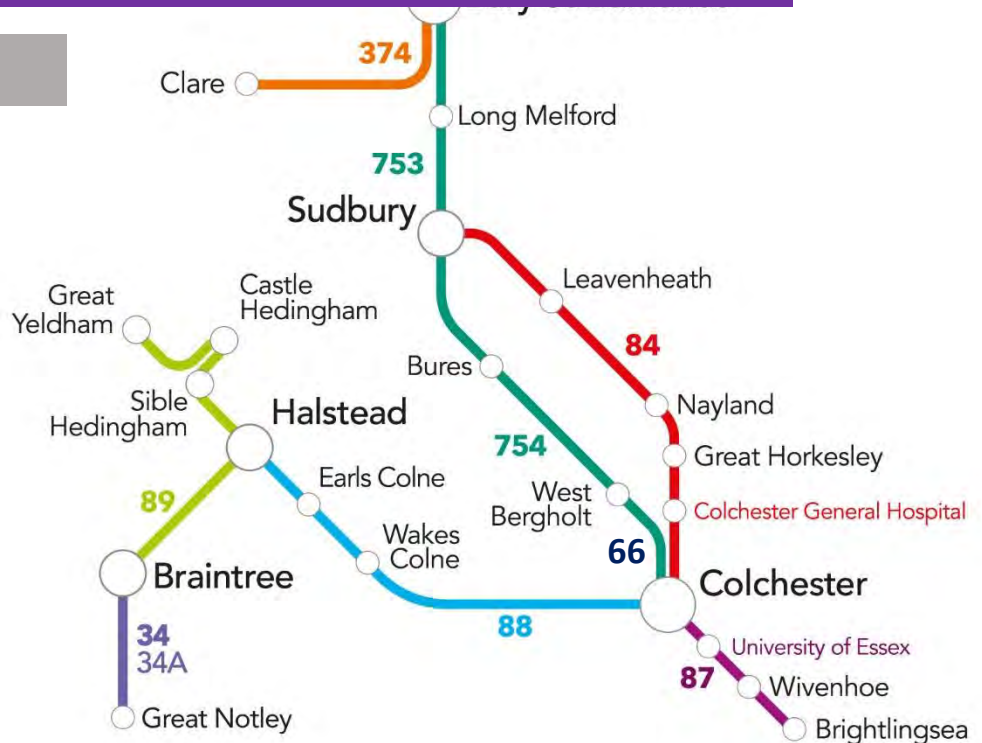 374
Clare
Long Melford
753
Sudbury
Leavenheath
Castle
Hedingham
Great
Yeldham
84
Bures
Nayland
Sible
Hedingham
Halstead
754
Great Horkesley
Earls Colne
West
Bergholt
89
Colchester General Hospital
Wakes
Colne
66
Braintree
Colchester
88
34
34A
University of Essex
87
Wivenhoe
Great Notley
Brightlingsea